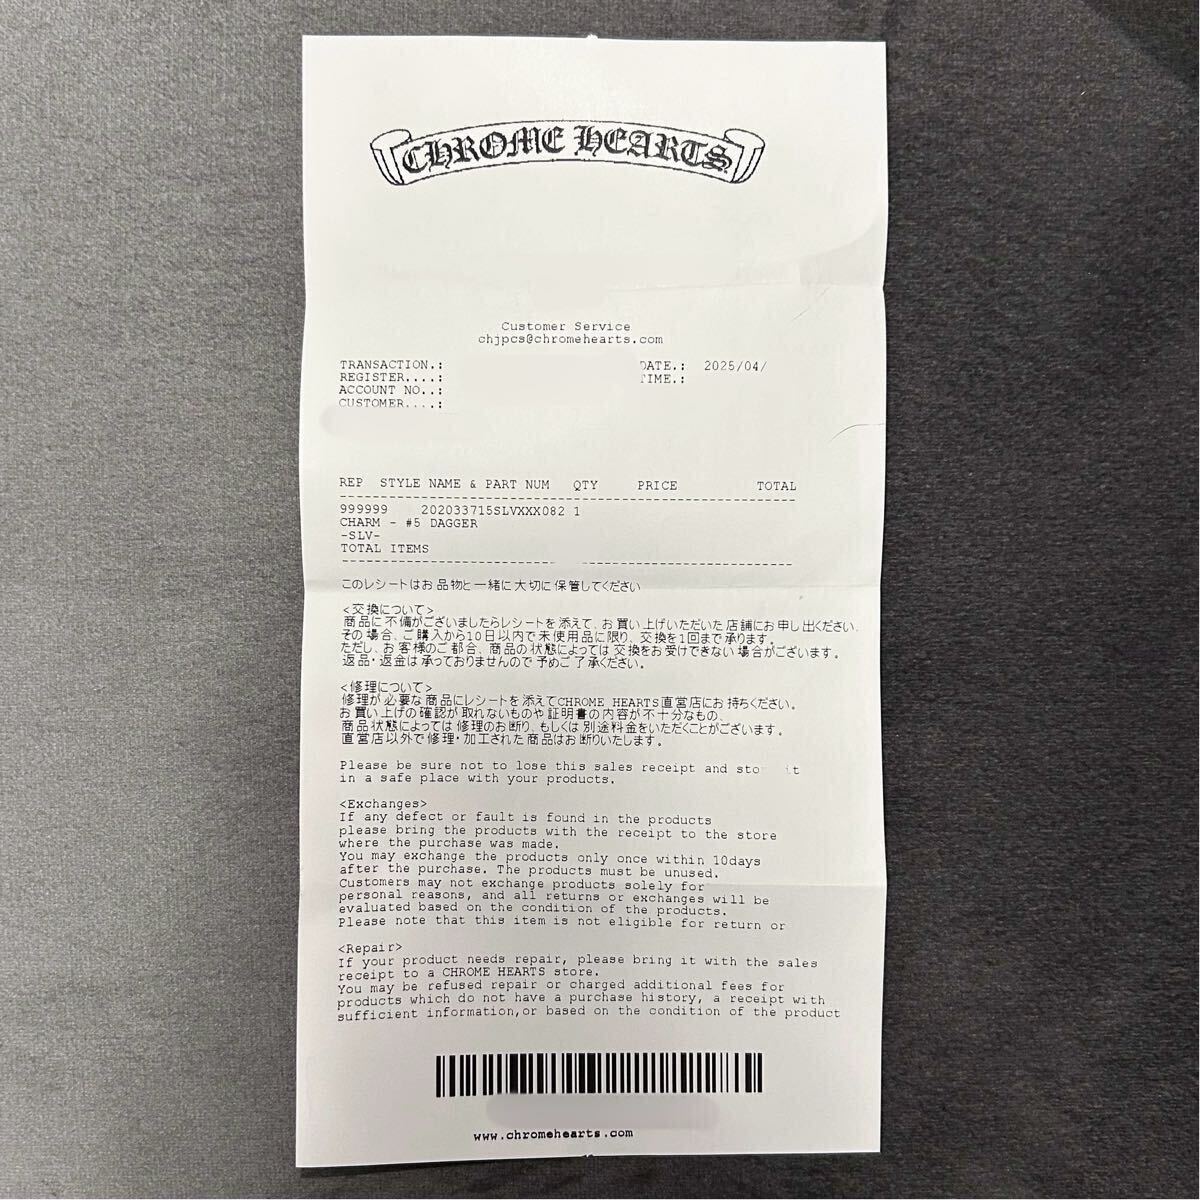 CHROME HEARTS
Customer Service
chjpcs@chromehearts.com
TRANSACTION.: DATE.: 2025/04/
REGISTER....: TIME.:
ACCOUNT NO..:
CUSTOMER....:
REP STYLE NAME & PART NUM QTY PRICE TOTAL
999999 202033715SLVXXX082 1
CHARM - #5 DAGGER
-SLV-
TOTAL ITEMS
このレシートはお品物と一緒に大切に保管してください
<交換について>
商品に不備がございましたらレシートを添えて、お買い上げいただいた店舗にお申し出ください。
その場合、ご購入から10日以内で未使用品に限り、交換を1回まで承ります。
ただし、お客様のご都合、商品の状態によっては交換をお受けできない場合がございます。
返品・返金は承っておりませんので予めご了承ください。
<修理について>
修理が必要な商品にレシートを添えてCHROME HEARTS直営店にお持ちください。
お買い上げの確認が取れないものや証明書の内容が不十分なもの、
商品状態によっては修理のお断り、もしくは別途料金をいただくことがございます。
直営店以外で修理・加工された商品はお断りいたします。
Please be sure not to lose this sales receipt and sto it
in a safe place with your products.
<Exchanges>
If any defect or fault is found in the products
please bring the products with the receipt to the store
where the purchase was made.
You may exchange the products only once within 10days
after the purchase. The products must be unused.
Customers may not exchange products solely for
personal reasons, and all returns or exchanges will be
evaluated based on the condition of the products.
Please note that this item is not eligible for return or
<Repair>
If your product needs repair, please bring it with the sales
receipt to a CHROME HEARTS store.
You may be refused repair or charged additional fees for
products which do not have a purchase history, a receipt with
sufficient information,or based on the condition of the product
www.chromehearts.com